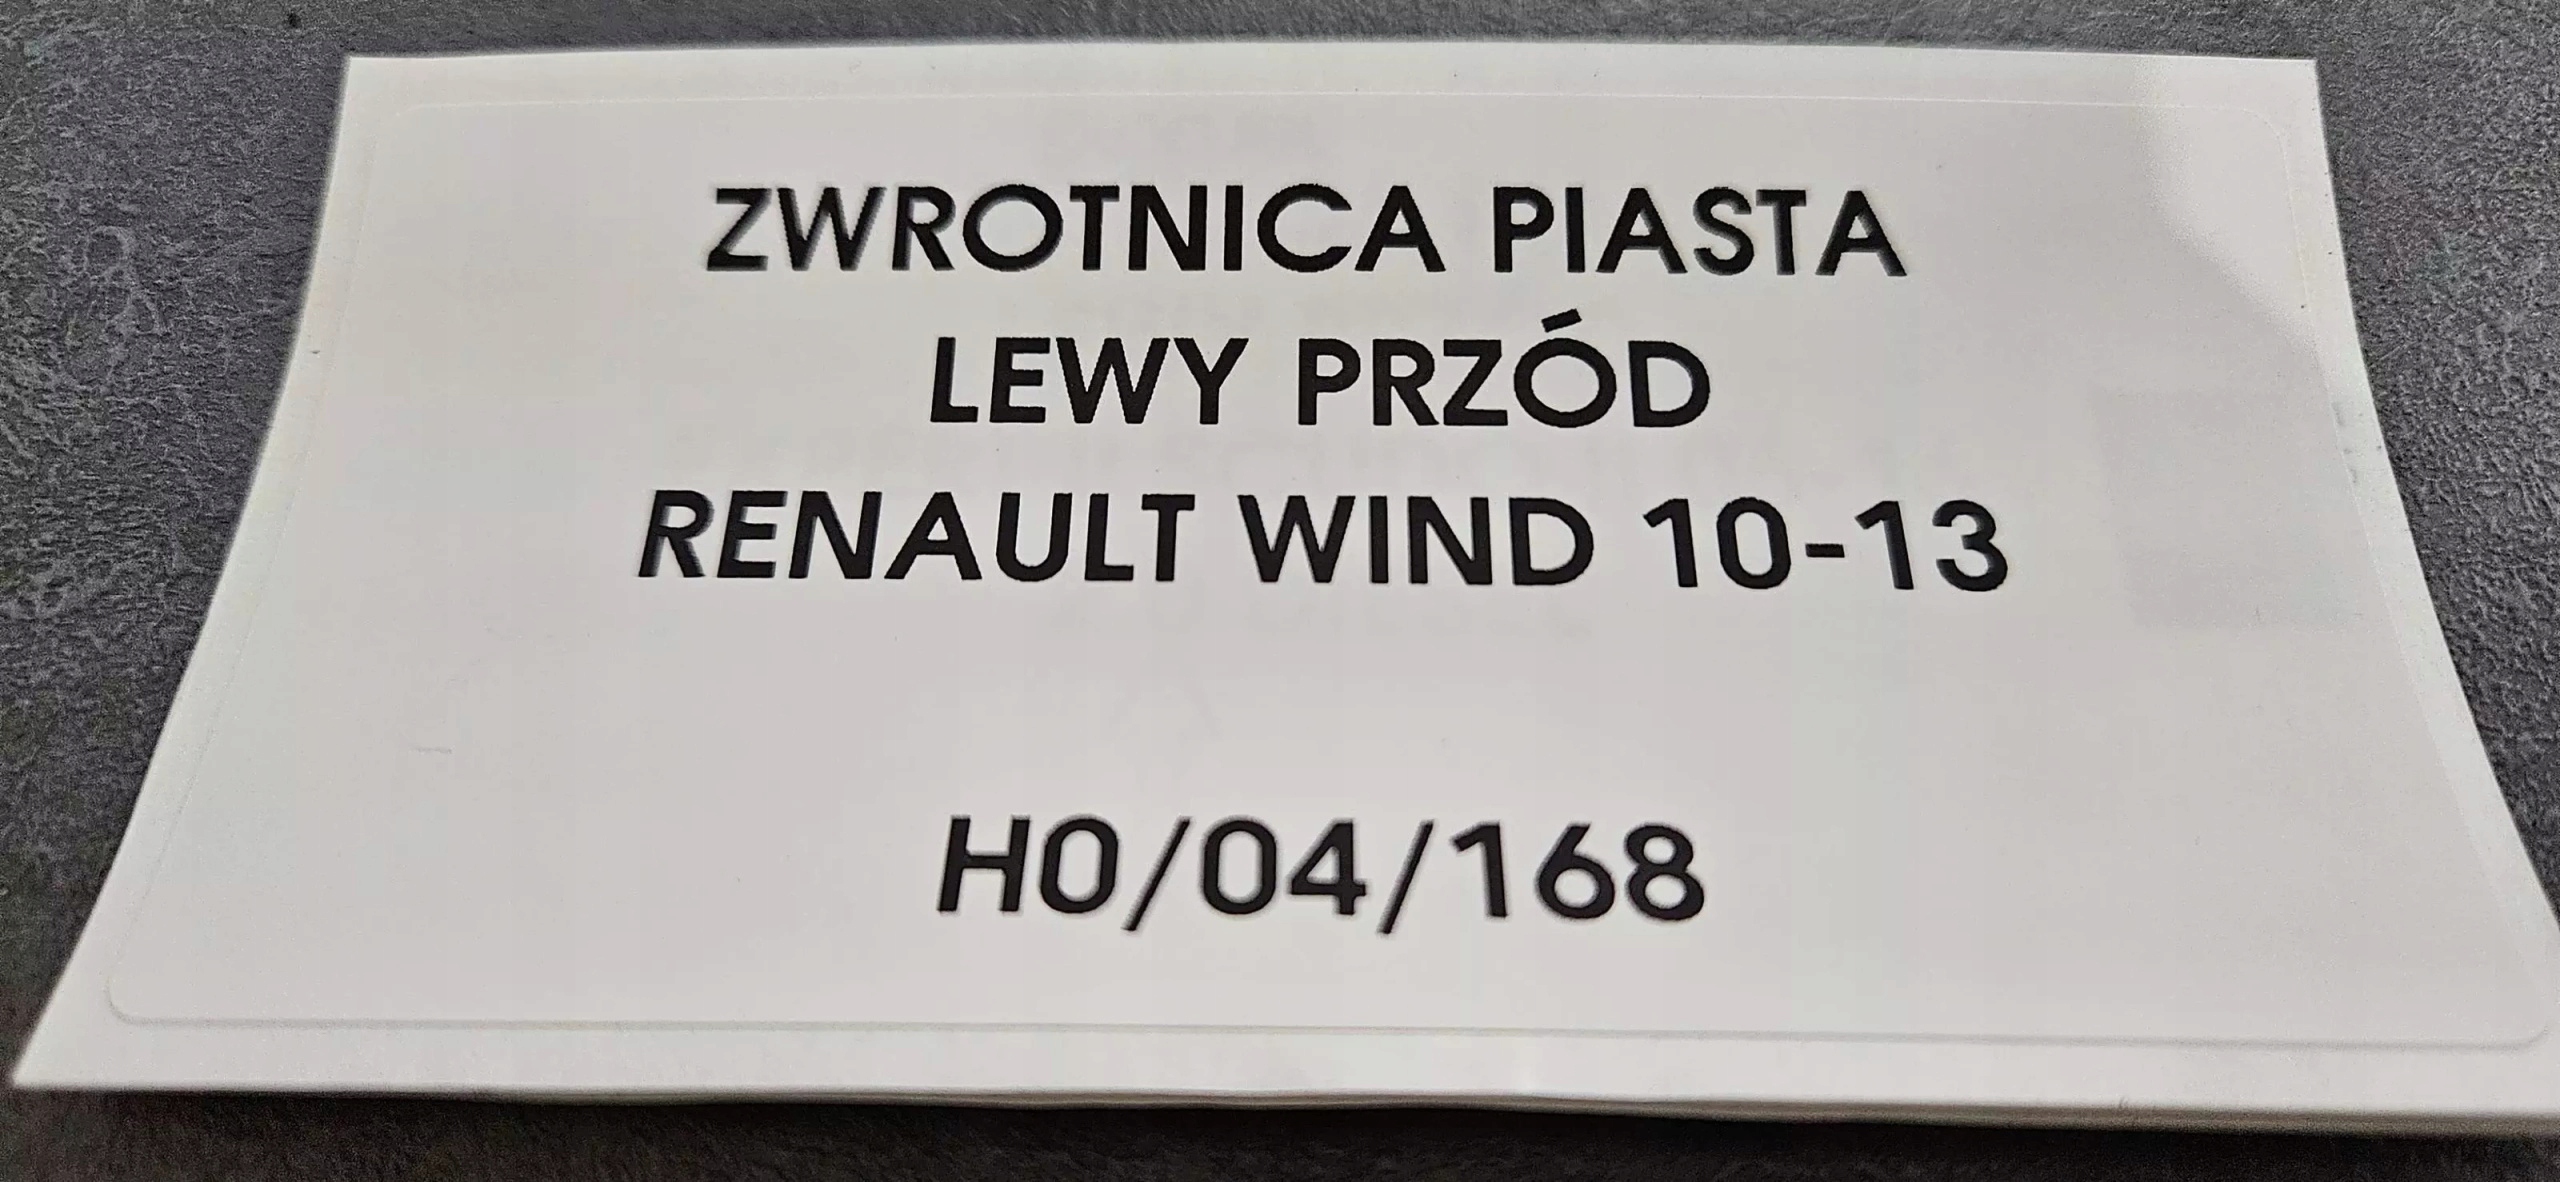 ZWROTNICA PIASTA
LEWY PRZÓD
RENAULT WIND 10-13
H0/04/168